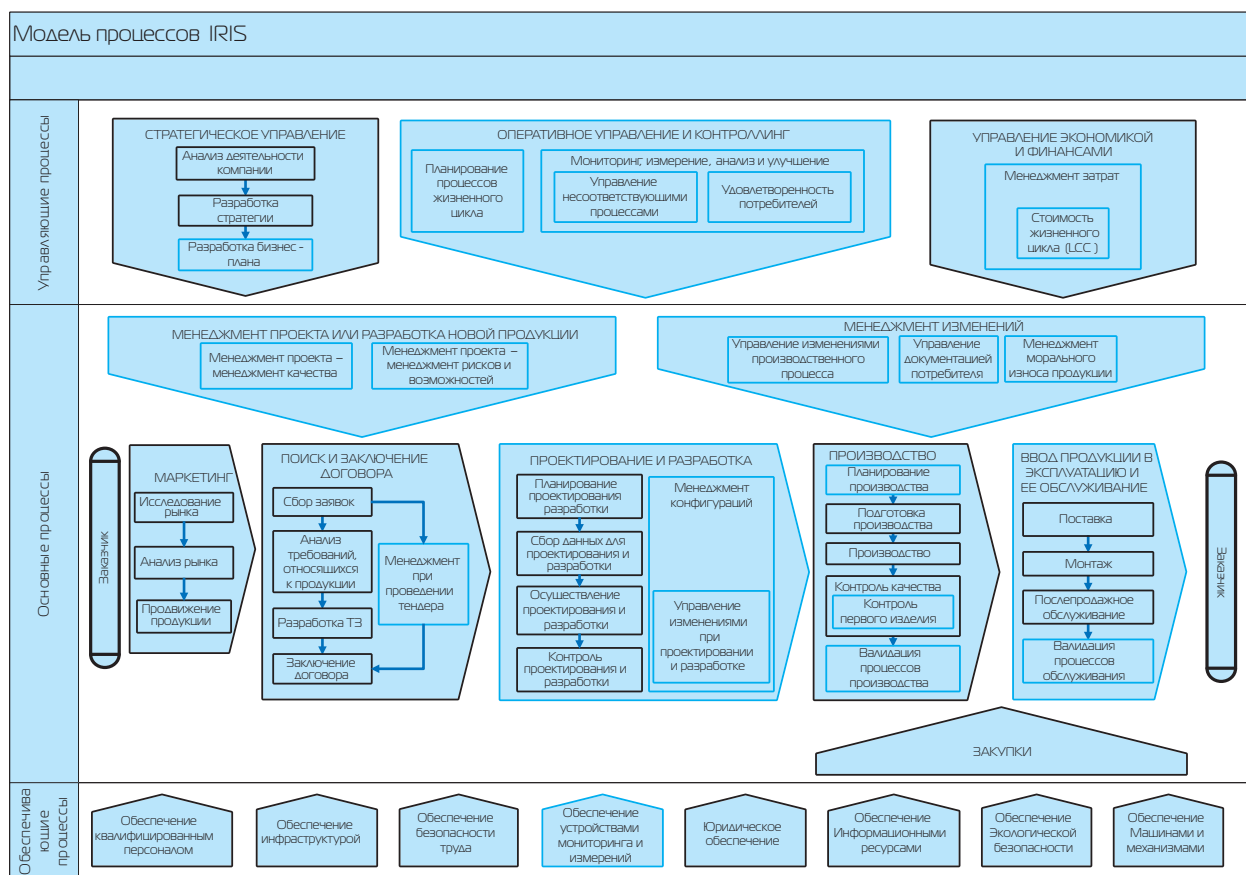 Модель процессов IRIS
Управляющие процессы
СТРАТЕГИЧЕСКОЕ УПРАВЛЕНИЕ
Анализ деятельности
компании
Разработка
стратегии
Разработка бизнес -
плана
ОПЕРАТИВНОЕ УПРАВЛЕНИЕ И КОНТРОЛЛИНГ
Планирование
процессов
жизненного
цикла
Мониторинг, измерение, анализ и улучшение
Управление
несоответствующими
процессами
Удовлетворенность
потребителей
УПРАВЛЕНИЕ ЭКОНОМИКОЙ
И ФИНАНСАМИ
Менеджмент затрат
Стоимость
жизненного
цикла (LCC )
Основные процессы
МЕНЕДЖМЕНТ ПРОЕКТА ИЛИ РАЗРАБОТКА НОВОЙ ПРОДУКЦИИ
Менеджмент проекта –
менеджмент качества
Менеджмент проекта –
менеджмент рисков и
возможностей
МЕНЕДЖМЕНТ ИЗМЕНЕНИЙ
Управление изменениями
производственного
процесса
Управление
документацией
потребителя
Менеджмент
морального
износа продукции
Заказчик
МАРКЕТИНГ
Исследование
рынка
Анализ рынка
Продвижение
продукции
ПОИСК И ЗАКЛЮЧЕНИЕ
ДОГОВОРА
Сбор заявок
Анализ
требований,
относящихся
к продукции
Разработка ТЗ
Заключение
договора
Менеджмент
при
проведении
тендера
ПРОЕКТИРОВАНИЕ И РАЗРАБОТКА
Планирование
проектирования
разработки
Сбор данных для
проектирования и
разработки
Осуществление
проектирования и
разработки
Контроль
проектирования и
разработки
Менеджмент
конфигураций
Управление
изменениями
при
проектировании
и разработке
ПРОИЗВОДСТВО
Планирование
производства
Подготовка
производства
Производство
Контроль качества
Контроль
первого изделия
Валидация
процессов
производства
ВВОД ПРОДУКЦИИ В
ЭКСПЛУАТАЦИЮ И
ЕЕ ОБСЛУЖИВАНИЕ
Поставка
Монтаж
Послепродажное
обслуживание
Валидация
процессов
обслуживания
Заказчик
ЗАКУПКИ
Обеспечива
ющие
процессы
Обеспечение
квалифицированным
персоналом
Обеспечение
инфраструктурой
Обеспечение
безопасности
труда
Обеспечение
устройствами
мониторинга и
измерений
Юридическое
обеспечение
Обеспечение
Информационными
ресурсами
Обеспечение
Экологической
безопасности
Обеспечение
Машинами и
механизмами